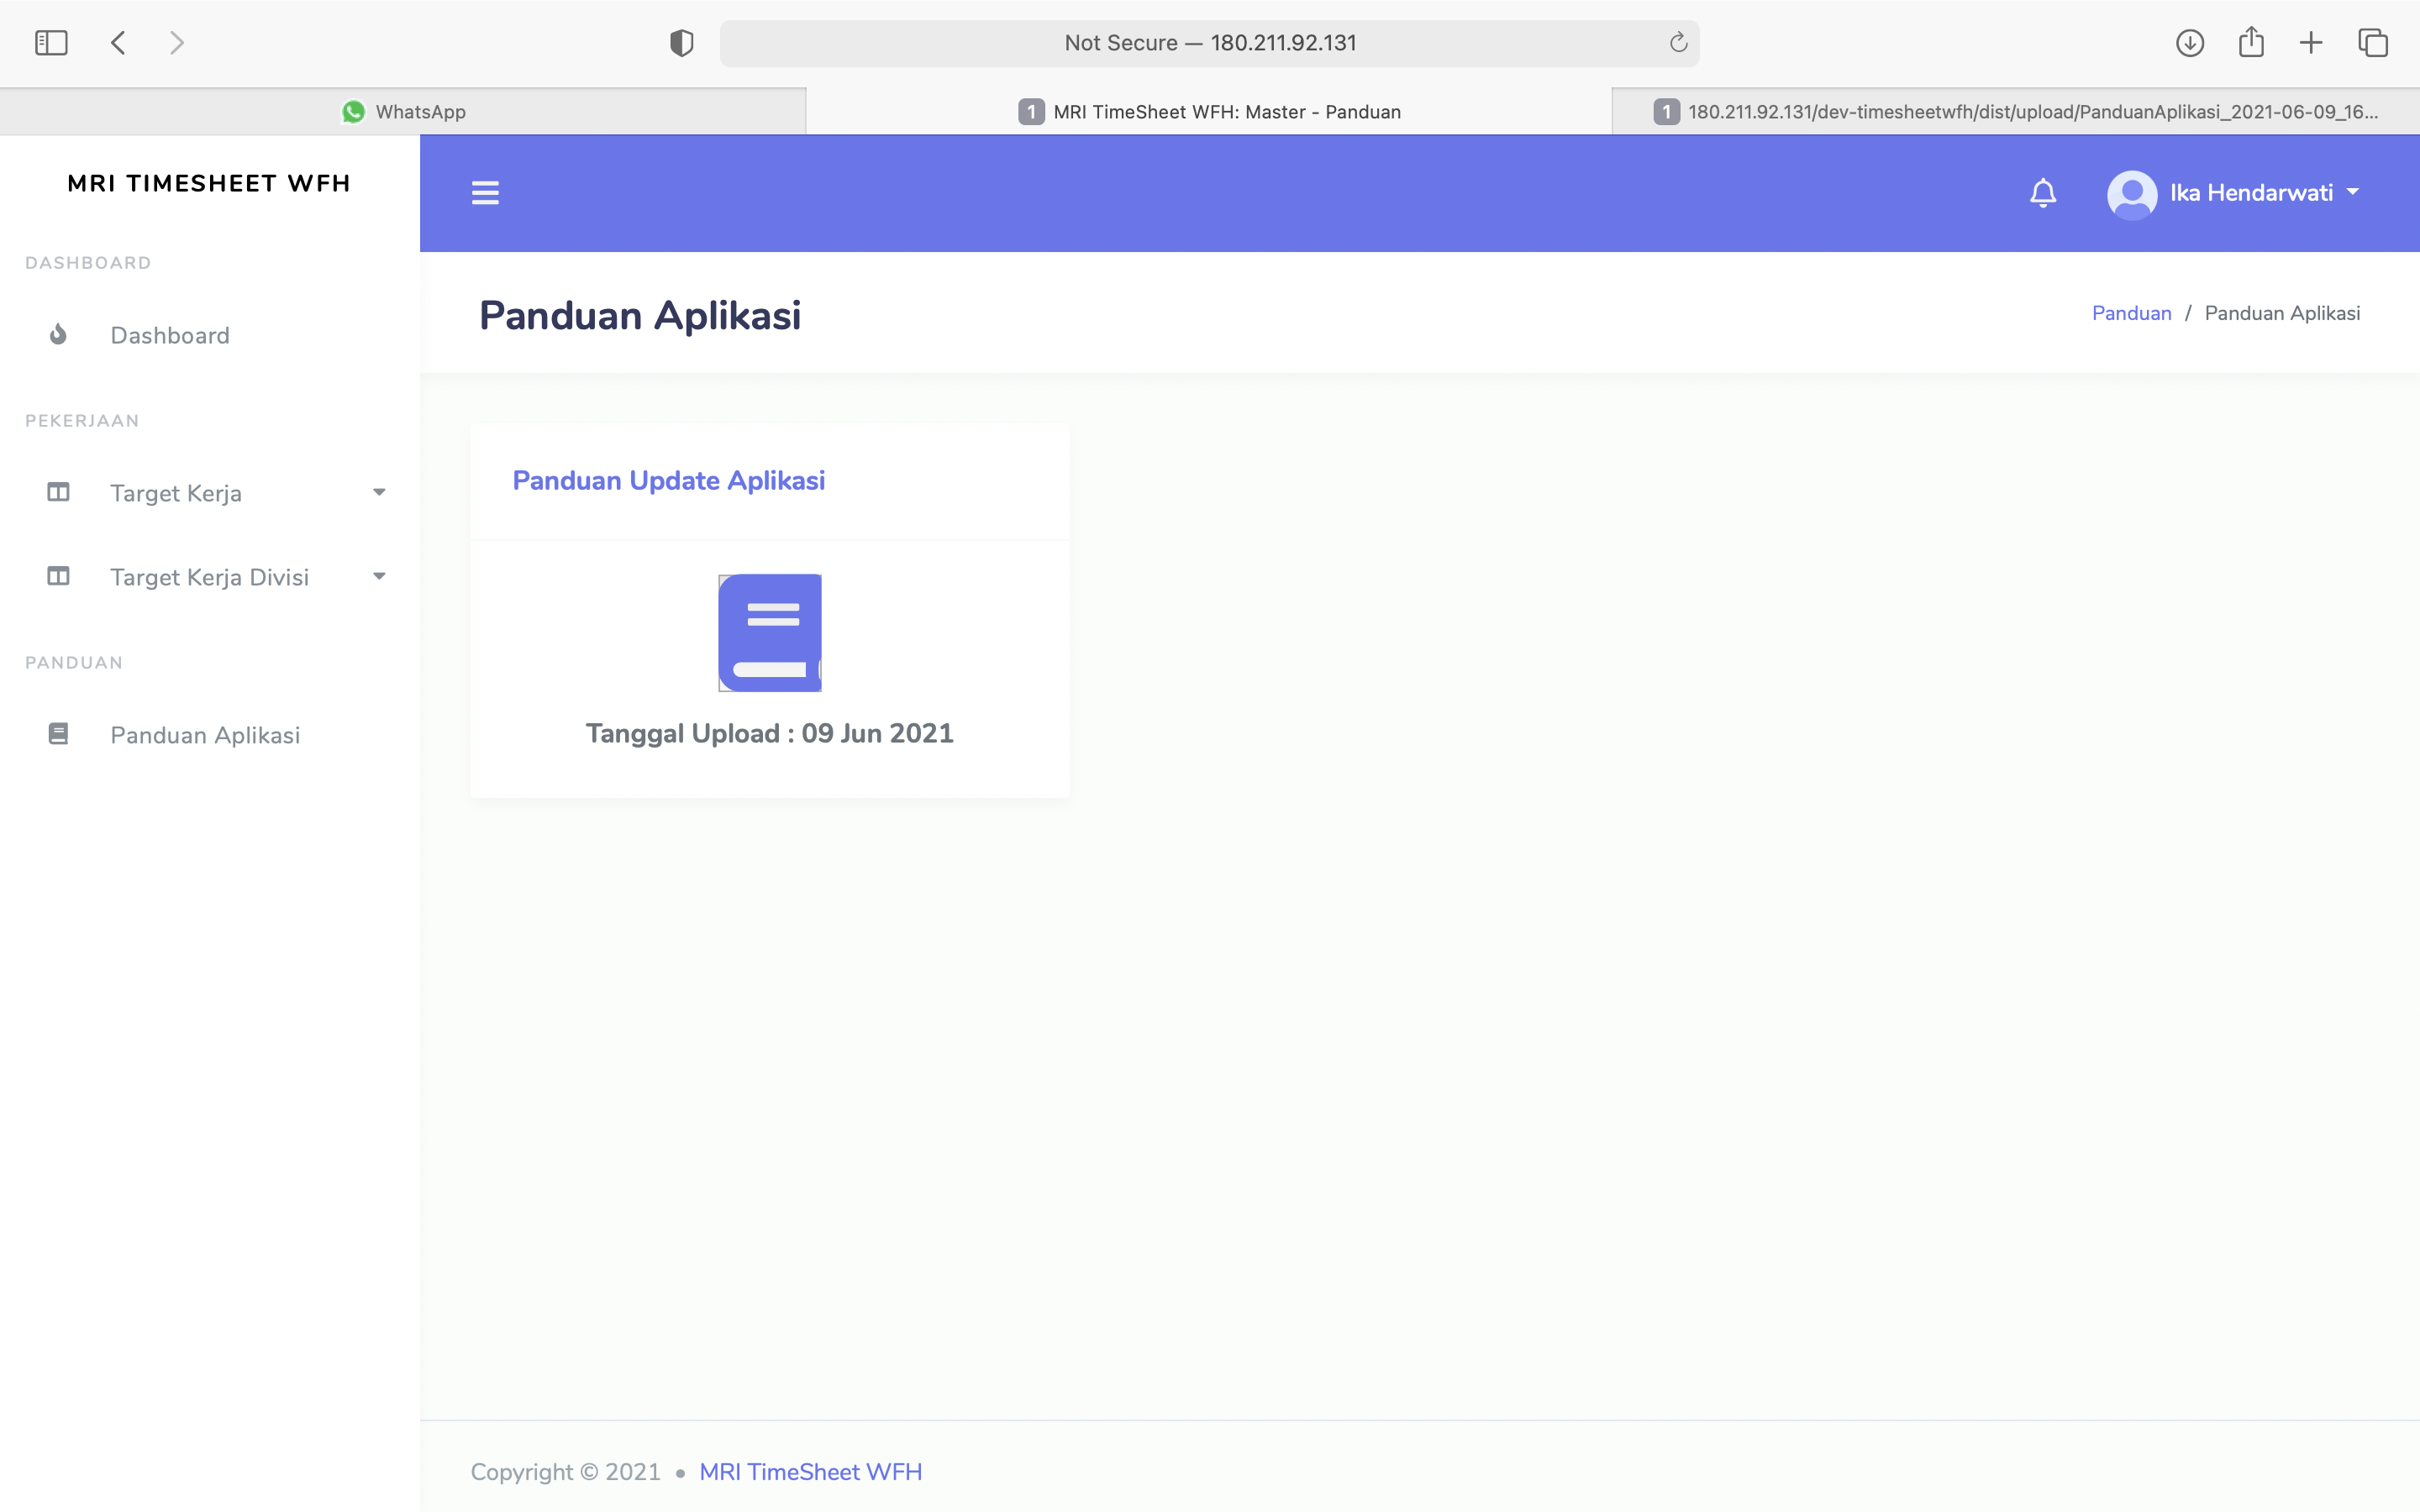 Not Secure — 180.211.92.131
WhatsApp
1 MRI TimeSheet WFH: Master - Panduan
1 180.211.92.131/dev-timesheetwfh/dist/upload/PanduanAplikasi_2021-06-09_16...
MRI TIMESHEET WFH
Ika Hendarwati
DASHBOARD
Dashboard
PEKERJAAN
Target Kerja
Target Kerja Divisi
PANDUAN
Panduan Aplikasi
Panduan Aplikasi
Panduan / Panduan Aplikasi
Panduan Update Aplikasi
Tanggal Upload : 09 Jun 2021
Copyright © 2021 • MRI TimeSheet WFH